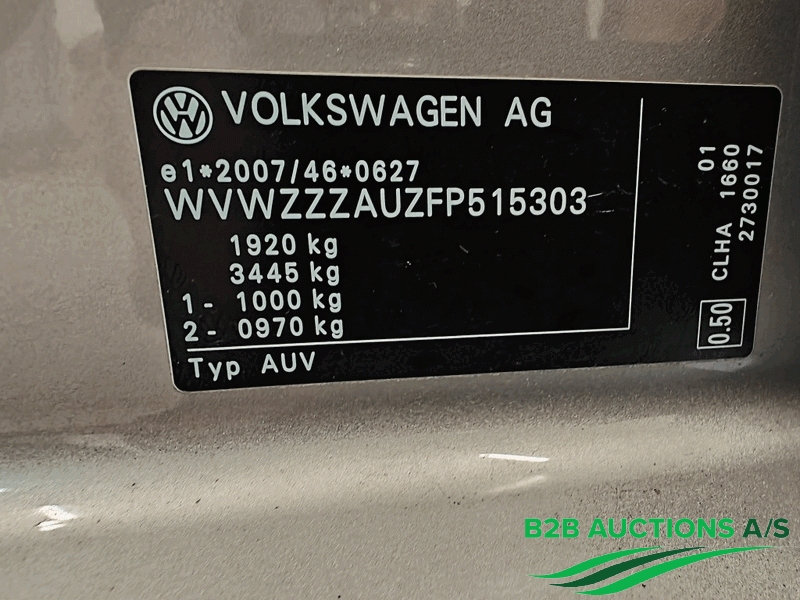 VOLKSWAGEN AG
e1*2007/46*0627
WVWZZZAUZFP515303
1920 kg
3445 kg
1- 1000 kg
2- 0970 kg
Typ AUV
01
CLHA 1660
2730017
0.50
B2B AUCTIONS A/S